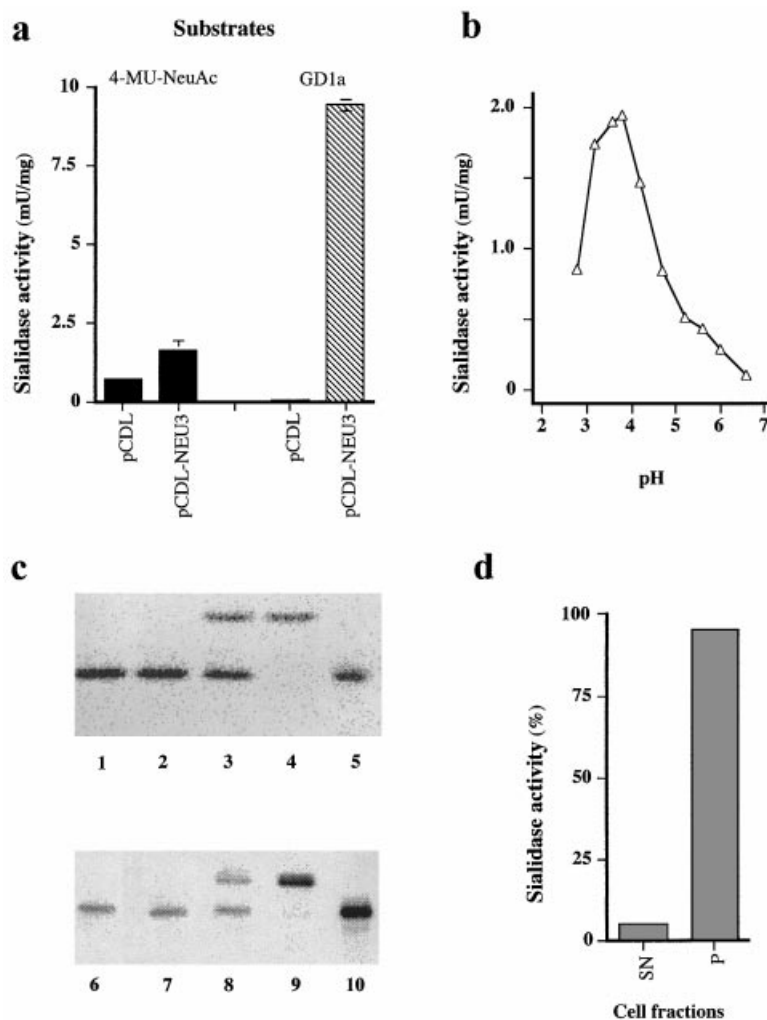 a
Substrates
4-MU-NeuAc GD1a
Sialidase activity (mU/mg)
10
7.5
5
2.5
0
pCDL
pCDL-NEU3
pCDL
pCDL-NEU3
b
Sialidase activity (mU/mg)
2.0
1.0
0
2 3 4 5 6 7
pH
c
1 2 3 4 5
6 7 8 9 10
d
Sialidase activity (%)
100
75
50
25
0
SN
P
Cell fractions